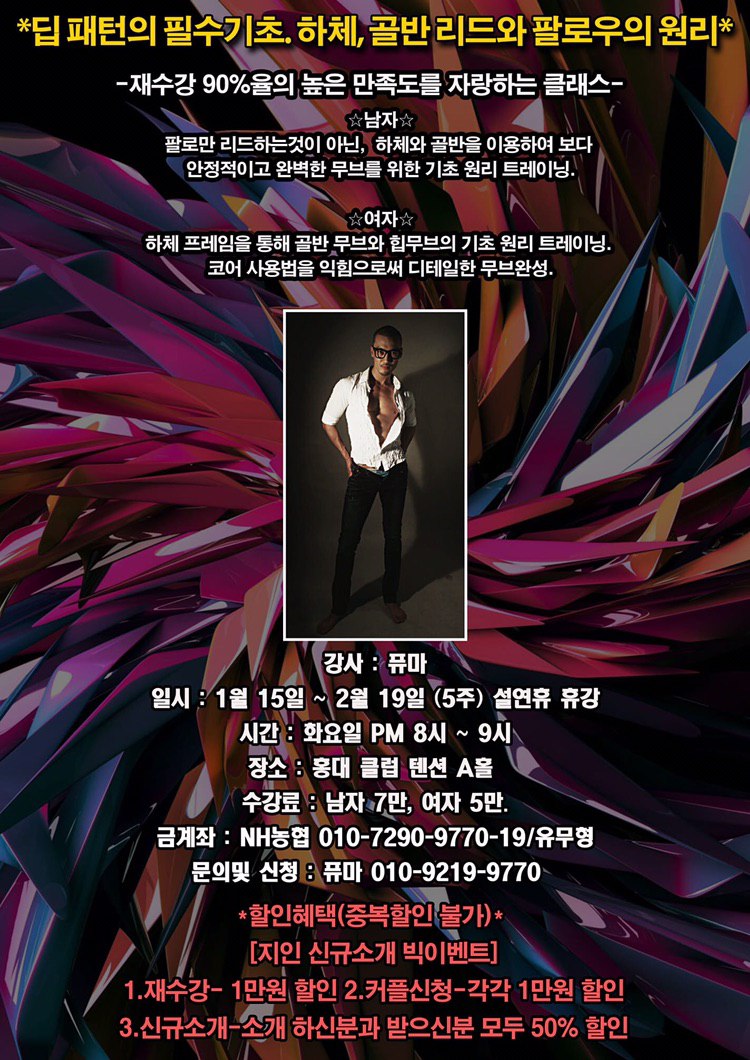 *딥 패턴의 필수기초. 하체, 골반 리드와 팔로우의 원리*
-재수강 90%율의 높은 만족도를 자랑하는 클래스-
☆남자☆
팔로만 리드하는것이 아닌, 하체와 골반을 이용하여 보다
안정적이고 완벽한 무브를 위한 기초 원리 트레이닝.
☆여자☆
하체 프레임을 통해 골반 무브와 힙무브의 기초 원리 트레이닝.
코어 사용법을 익힘으로써 디테일한 무브완성.
강사 : 퓨마
일시 : 1월 15일 ~ 2월 19일 (5주) 설연휴 휴강
시간 : 화요일 PM 8시 ~ 9시
장소 : 홍대 클럽 텐션 A홀
수강료 : 남자 7만, 여자 5만.
금계좌 : NH농협 010-7290-9770-19/유무형
문의및 신청 : 퓨마 010-9219-9770
*할인혜택(중복할인 불가)*
[지인 신규소개 빅이벤트]
1.재수강- 1만원 할인 2.커플신청-각각 1만원 할인
3.신규소개-소개 하신분과 받으신분 모두 50% 할인